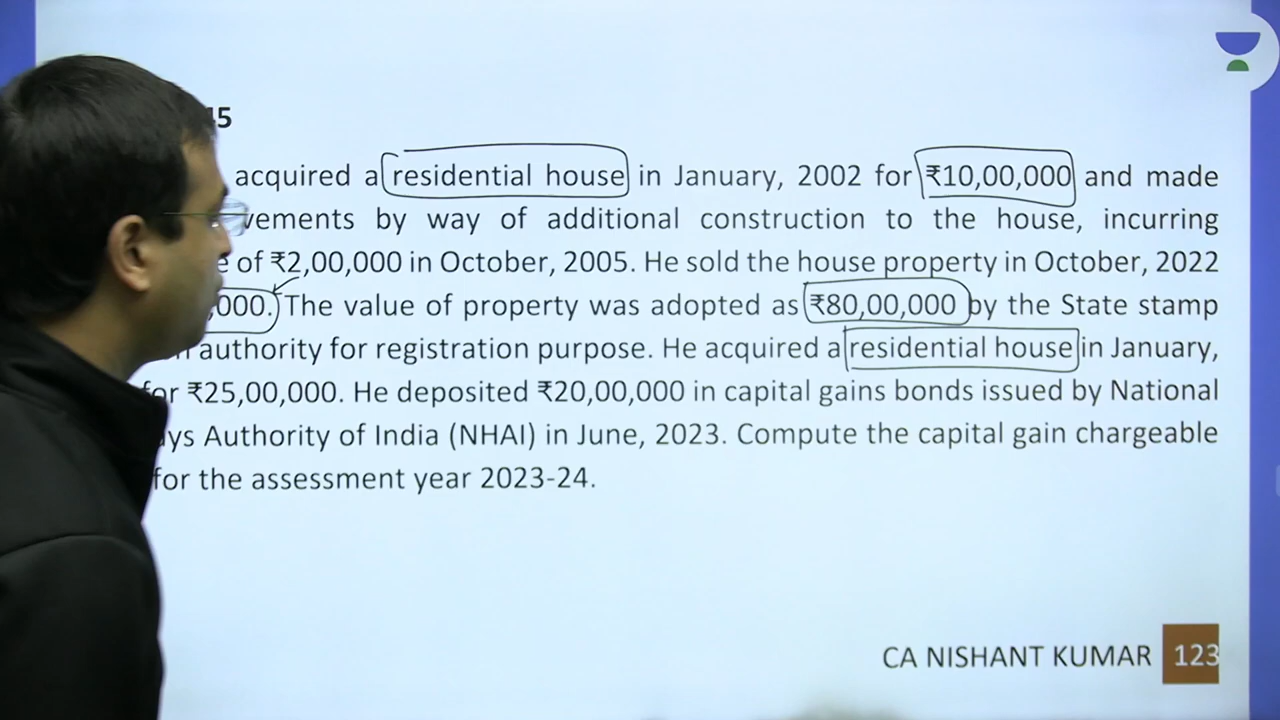 15
acquired a residential house in January, 2002 for ₹10,00,000 and made
vements by way of additional construction to the house, incurring
e of ₹2,00,000 in October, 2005. He sold the house property in October, 2022
,000. The value of property was adopted as ₹80,00,000 by the State stamp
authority for registration purpose. He acquired a residential house in January,
for ₹25,00,000. He deposited ₹20,00,000 in capital gains bonds issued by National
ys Authority of India (NHAI) in June, 2023. Compute the capital gain chargeable
for the assessment year 2023-24.
CA NISHANT KUMAR 123